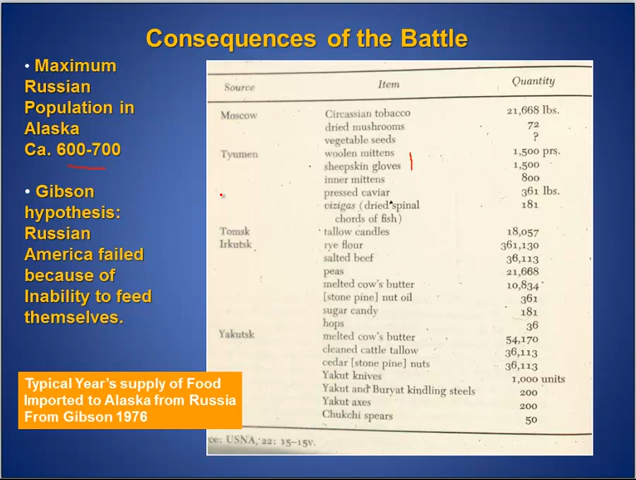 Consequences of the Battle
• Maximum
Russian
Population in
Alaska
Ca. 600-700
• Gibson
hypothesis:
Russian
America failed
because of
Inability to feed
themselves.
Typical Year's supply of Food
Imported to Alaska from Russia
From Gibson 1976
Source Item Quantity
Moscow Circassian tobacco 21,668 lbs.
dried mushrooms 72
vegetable seeds ?
Tyumen woolen mittens 1,500 prs.
sheepskin gloves 1,500
inner mittens 800
pressed caviar 361 lbs.
vizigas (dried spinal 181
chords of fish)
Tomsk tallow candles 18,057
Irkutsk rye flour 361,130
salted beef 36,113
peas 21,668
melted cow's butter 10,834
[stone pine] nut oil 361
sugar candy 181
hops 36
Yakutsk melted cow's butter 54,170
cleaned cattle tallow 36,113
cedar [stone pine] nuts 36,113
Yakut knives 1,000 units
Yakut and Buryat kindling steels 200
Yakut axes 200
Chukchi spears 50
ce: USNA, 22: 15-15v.